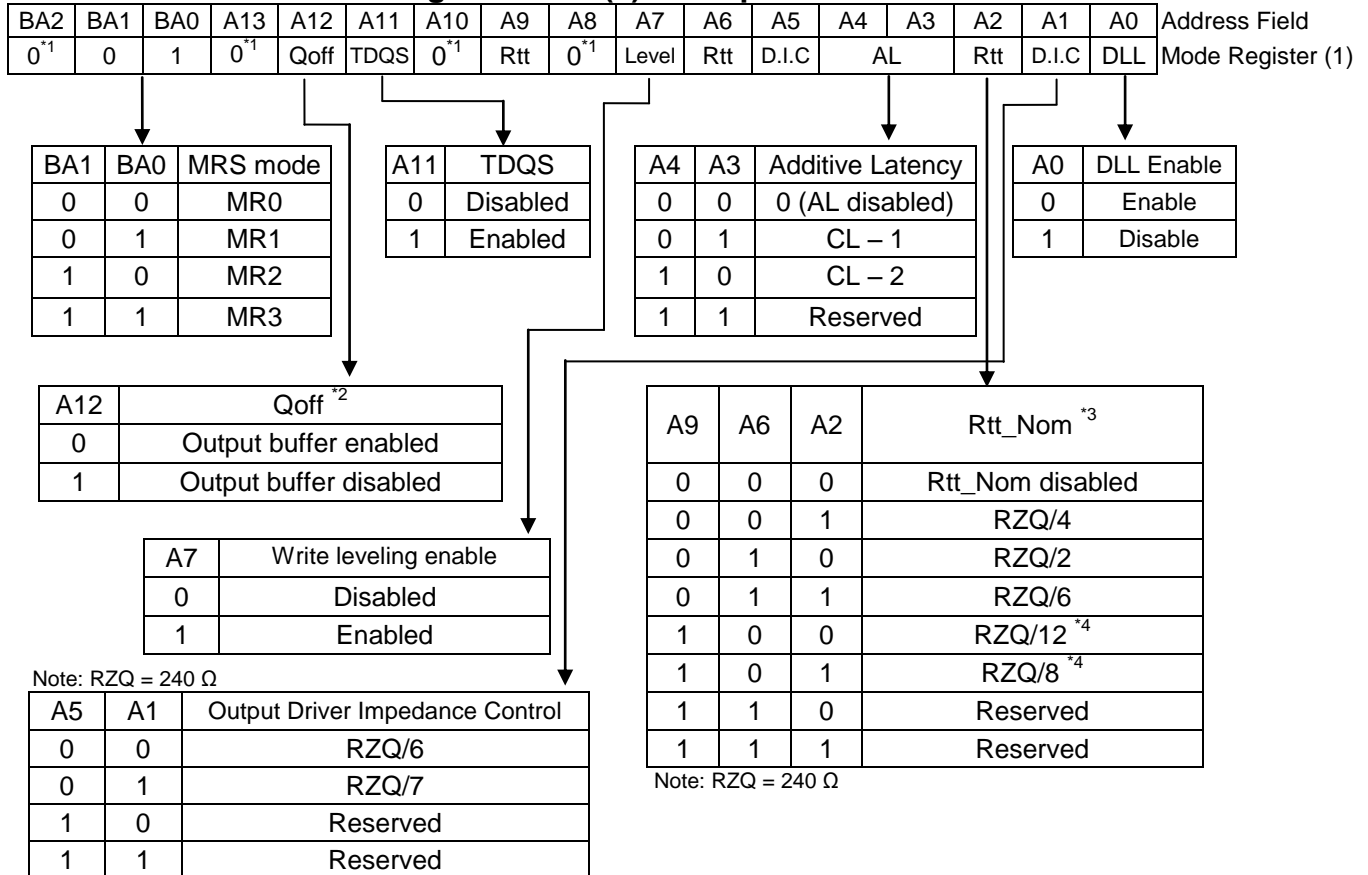 BA2 BA1 BA0 A13 A12 A11 A10 A9 A8 A7 A6 A5 A4 A3 A2 A1 A0 Address Field
0*1 0 1 0*1 Qoff TDQS 0*1 Rtt 0*1 Level Rtt D.I.C AL Rtt D.I.C DLL Mode Register (1)
BA1 BA0 MRS mode
0 0 MR0
0 1 MR1
1 0 MR2
1 1 MR3
A11 TDQS
0 Disabled
1 Enabled
A4 A3 Additive Latency
0 0 0 (AL disabled)
0 1 CL – 1
1 0 CL – 2
1 1 Reserved
A0 DLL Enable
0 Enable
1 Disable
A12 Qoff *2
0 Output buffer enabled
1 Output buffer disabled
A9 A6 A2 Rtt_Nom *3
0 0 0 Rtt_Nom disabled
0 0 1 RZQ/4
0 1 0 RZQ/2
0 1 1 RZQ/6
1 0 0 RZQ/12 *4
1 0 1 RZQ/8 *4
1 1 0 Reserved
1 1 1 Reserved
Note: RZQ = 240 Ω
A7 Write leveling enable
0 Disabled
1 Enabled
Note: RZQ = 240 Ω
A5 A1 Output Driver Impedance Control
0 0 RZQ/6
0 1 RZQ/7
1 0 Reserved
1 1 Reserved